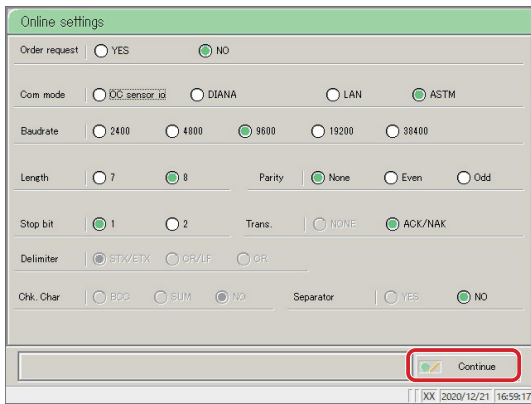 Online settings
Order request YES NO
Com mode OC sensor io DIANA LAN ASTM
Baudrate 2400 4800 9600 19200 38400
Length 7 8 Parity None Even Odd
Stop bit 1 2 Trans. NONE ACK/NAK
Delimiter STX/ETX CR/LF CR
Chk. Char BCC SUM NO Separator YES NO
Continue
XX 2020/12/21 16:59:17